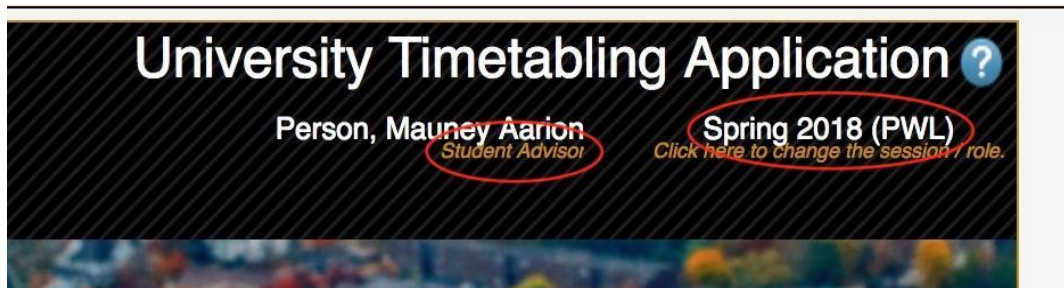 University Timetabling Application ?
Person, Mauney Aarion Spring 2018 (PWL)
Student Advisor Click here to change the session / role.